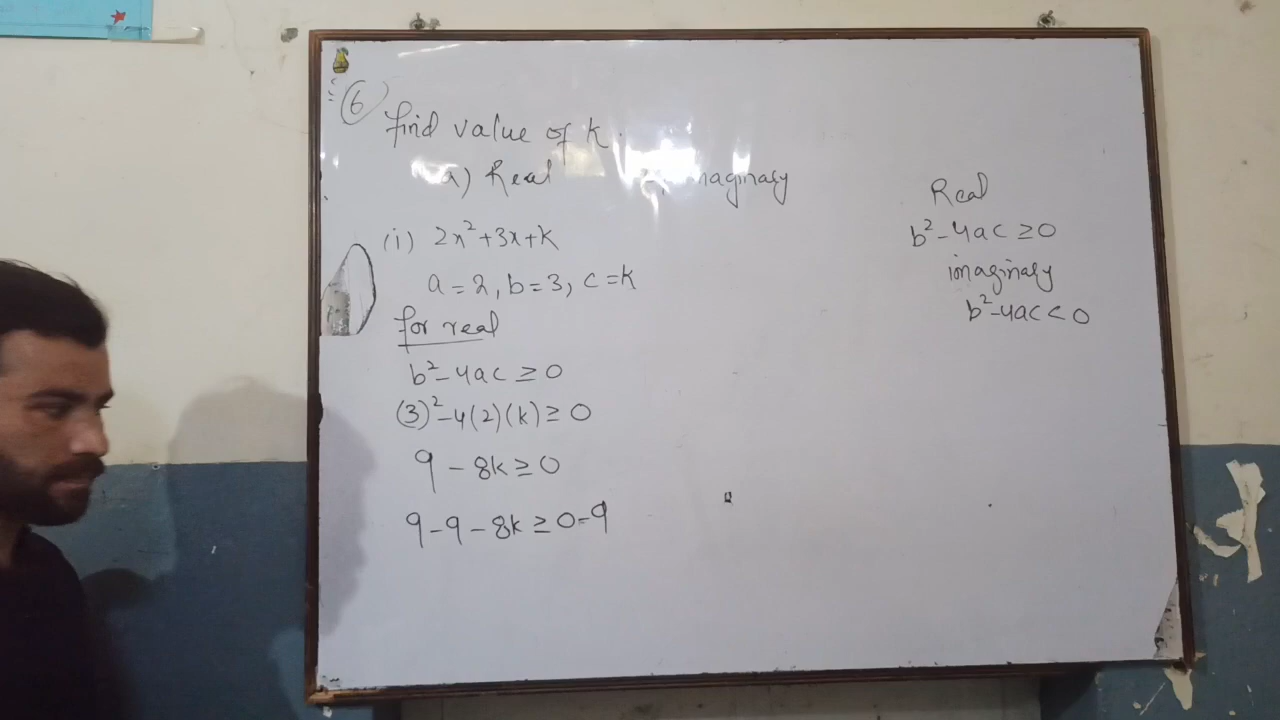 6
find value of k.
a) Real imaginary
(i) 2x²+3x+k
a=2, b=3, c=k
for real
b²-4ac ≥ 0
(3)²-4(2)(k) ≥ 0
9 - 8k ≥ 0
9-9-8k ≥ 0-9
Real
b²-4ac ≥ 0
imaginary
b²-4ac < 0